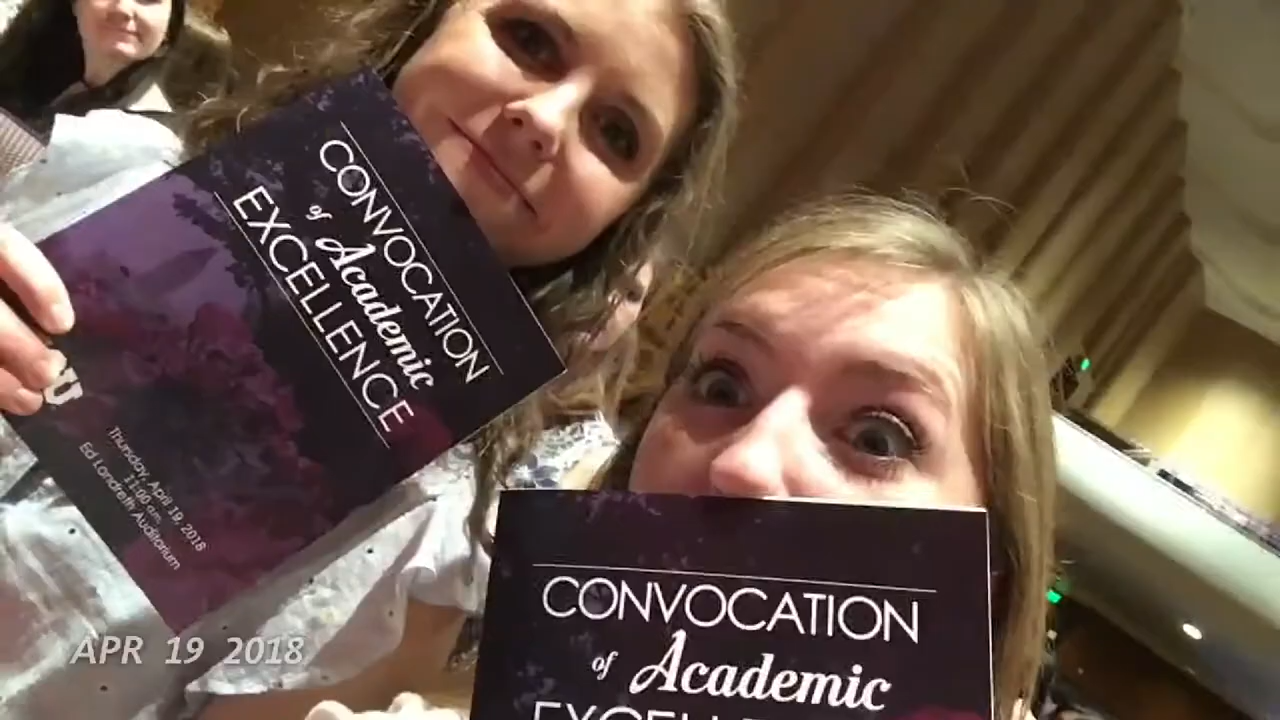 CONVOCATION
of Academic
EXCELLENCE
Thursday, April 19, 2018
11:00 a.m.
Ed Landreth Auditorium
CONVOCATION
of Academic
APR 19 2018